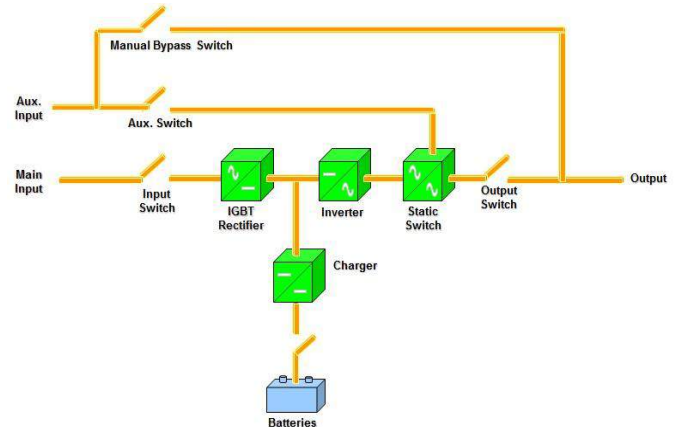 Manual Bypass Switch
Aux.
Input
Aux. Switch
Main
Input
Input
Switch
IGBT
Rectifier
Inverter
Static
Switch
Output
Switch
Output
Charger
Batteries